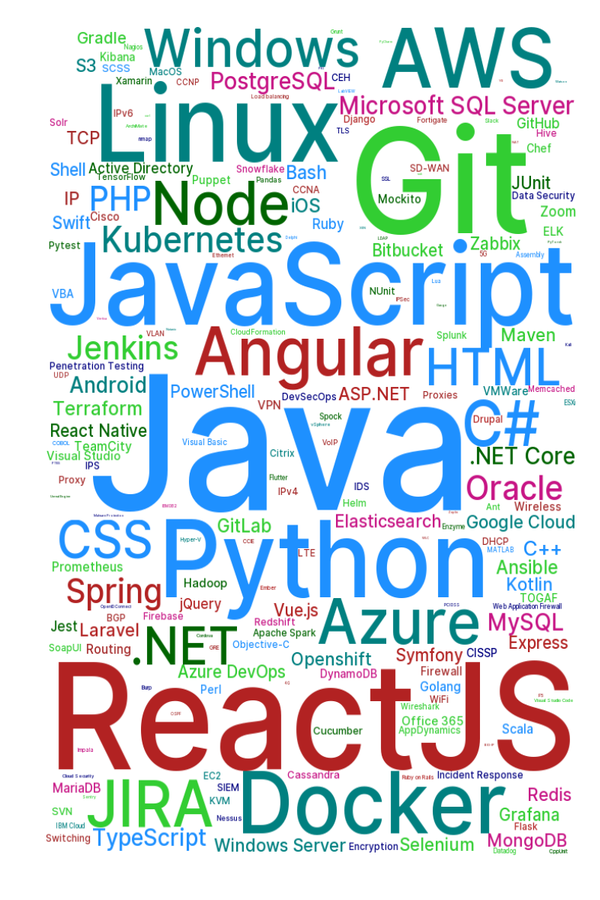 Gradle
Nagios
Windows
AWS
Kibana
S3
SCSS
MacOS
Xamarin
CCNP
PostgreSQL
CEH
Linux
Load balancing
Microsoft SQL Server
Solr
IPv6
TCP
Django
TLS
Fortigate
Slack
GitHub
Hive
Git
Chef
Shell
Active Directory
TensorFlow
Snowflake
Bash
Pandas
SD-WAN
SSL
JUnit
IP
PHP
Node
Puppet
CCNA
iOS
Mockito
Data Security
Swift
Cisco
Ruby
Zoom
ELK
Pytest
Kubernetes
Bitbucket
Zabbix
Ethernet
5G
Assembly
JavaScript
VBA
NUnit
IPSec
VLAN
CloudFormation
Splunk
Maven
Jenkins
Angular
HTML
Penetration Testing
UDP
Android
PowerShell
DevSecOps
ASP.NET
Proxies
VMWare
Memcached
Terraform
Java
VPN
Spock
C#
Drupal
React Native
TeamCity
Visual Studio
Visual Basic
VoIP
.NET Core
IPS
Citrix
Proxy
Flutter
IPv4
IDS
Oracle
Helm
Ant
Wireless
CSS
GitLab
Elasticsearch
Enzyme
Google Cloud
Python
Hyper-V
CCIE
LTE
DHCP
MATLAB
C++
Prometheus
Ansible
Spring
Hadoop
Ember
Kotlin
TOGAF
OpenID Connect
jQuery
Vue.js
Azure
Web Application Firewall
BGP
Firebase
Redshift
MySQL
Jest
Laravel
.NET
Apache Spark
Express
SoapUI
Routing
Objective-C
Openshift
Symfony
CISSP
Azure DevOps
DynamoDB
Firewall
Burp
Perl
Golang
WiFi
ReactJS
Wireshark
Visual Studio Code
Office 365
AppDynamics
Cucumber
Scala
Impala
Cloud Security
EC2
Cassandra
Ruby on Rails
Incident Response
MariaDB
JIRA
SIEM
Docker
Redis
KVM
SVN
Nessus
Grafana
IBM Cloud
Flask
Switching
TypeScript
Windows Server
Encryption
Selenium
MongoDB
Datadog
CppUnit